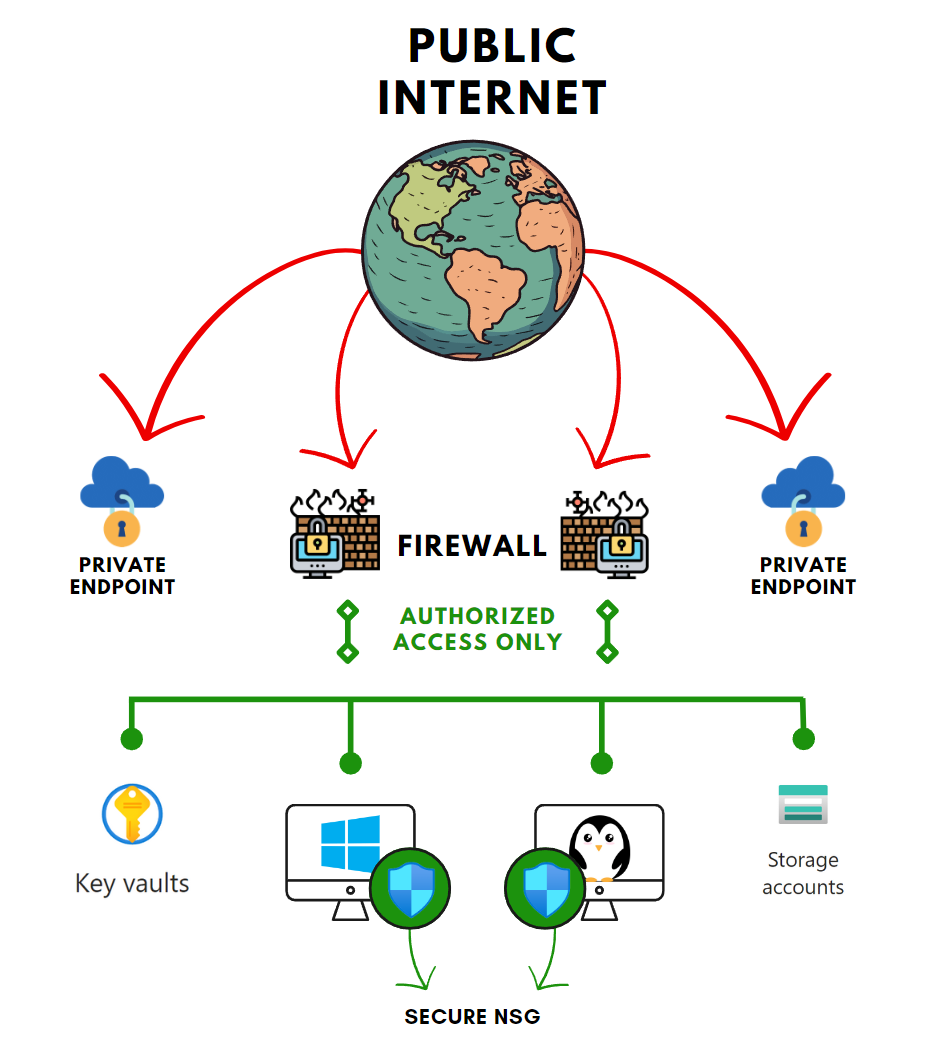 PUBLIC
INTERNET
PRIVATE
ENDPOINT
FIREWALL
PRIVATE
ENDPOINT
AUTHORIZED
ACCESS ONLY
Key vaults
Storage
accounts
SECURE NSG